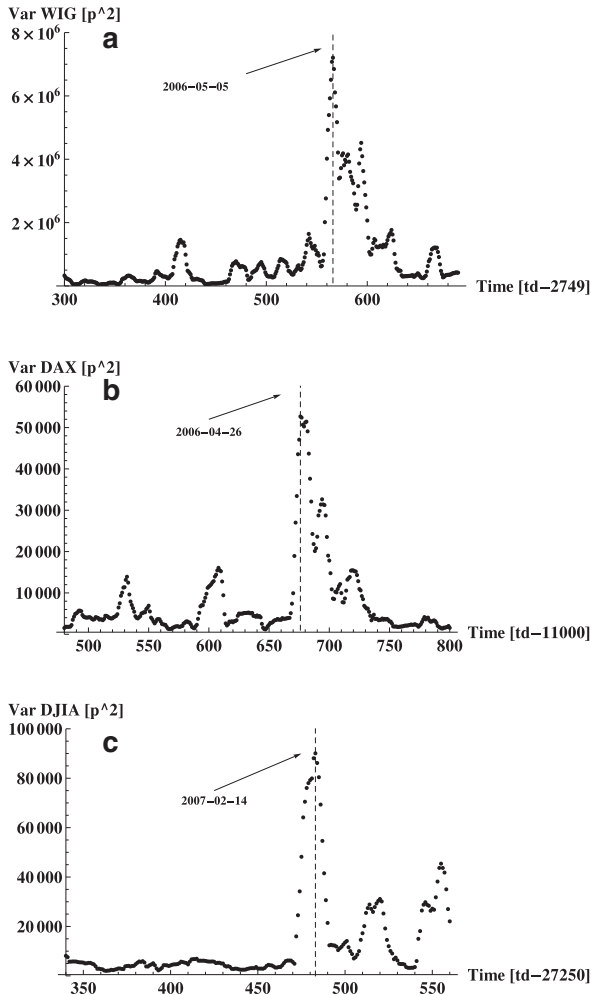 Var WIG [p^2]
a
8 × 10^6
6 × 10^6
4 × 10^6
2 × 10^6
2006−05−05
300 400 500 600
Time [td−2749]
Var DAX [p^2]
b
60 000
50 000
40 000
30 000
20 000
10 000
2006−04−26
500 550 600 650 700 750 800
Time [td−11000]
Var DJIA [p^2]
c
100 000
80 000
60 000
40 000
20 000
2007−02−14
350 400 450 500 550
Time [td−27250]